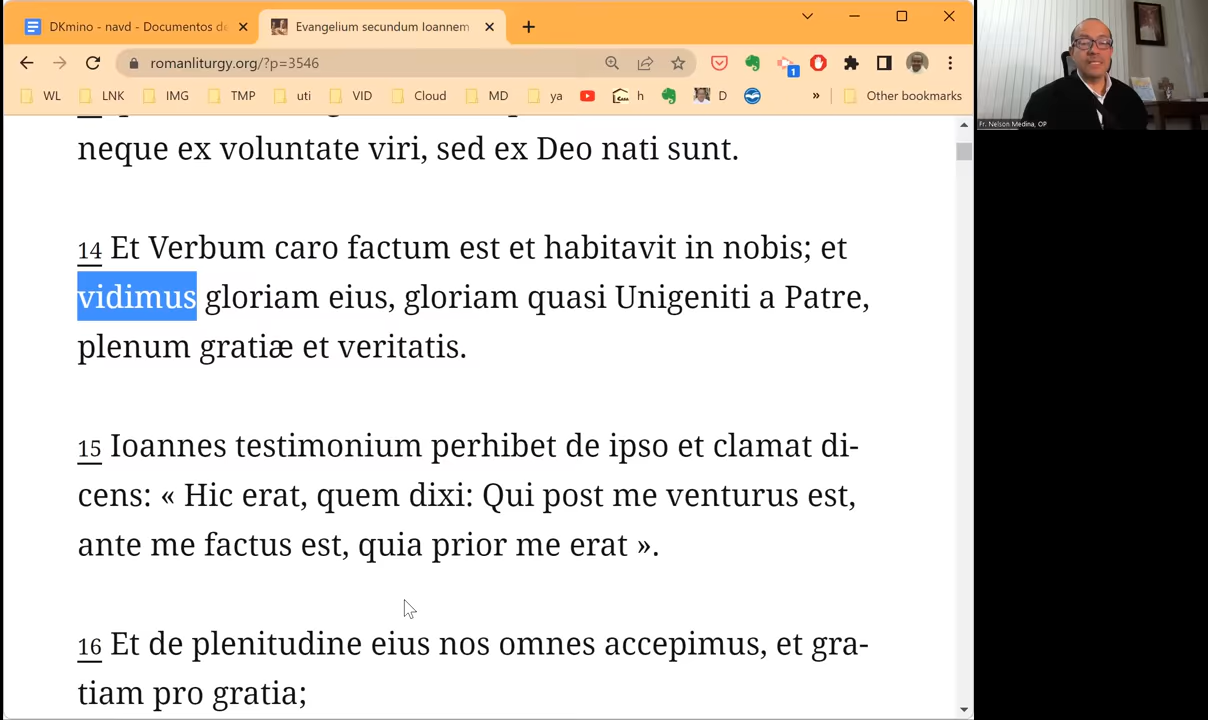 DKmino - navd - Documentos de
Evangelium secundum Ioannem
romanliturgy.org/?p=3546
1
WL LNK IMG TMP uti VID Cloud MD ya h D » Other bookmarks
neque ex voluntate viri, sed ex Deo nati sunt.
14 Et Verbum caro factum est et habitavit in nobis; et
vidimus gloriam eius, gloriam quasi Unigeniti a Patre,
plenum gratiæ et veritatis.
15 Ioannes testimonium perhibet de ipso et clamat di-
cens: « Hic erat, quem dixi: Qui post me venturus est,
ante me factus est, quia prior me erat ».
16 Et de plenitudine eius nos omnes accepimus, et gra-
tiam pro gratia;
Fr. Nelson Medina, OP